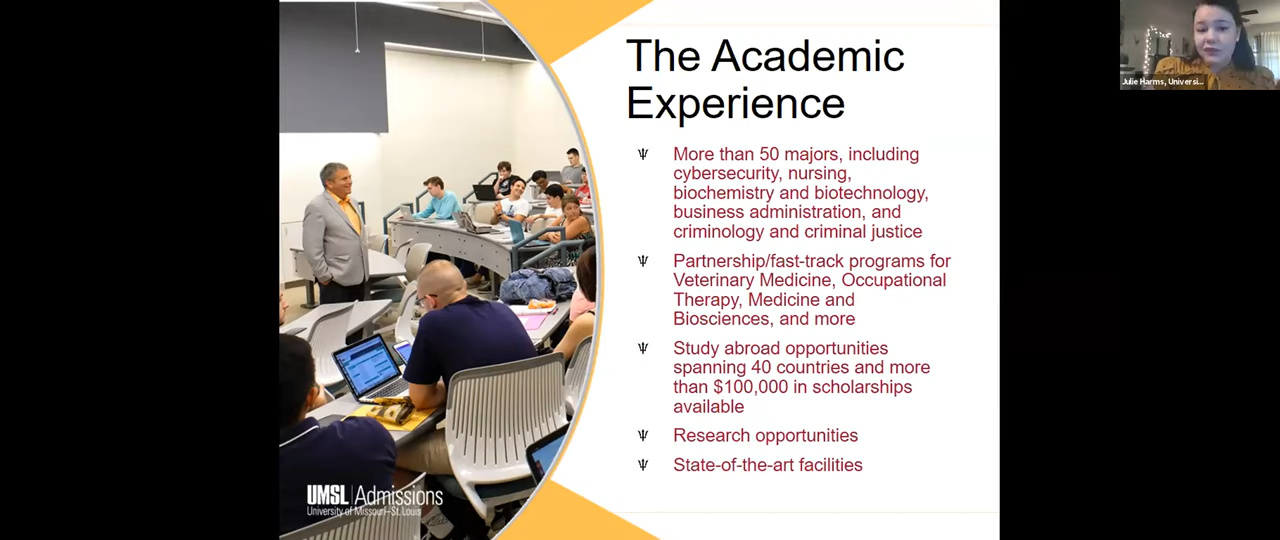 The Academic
Experience
More than 50 majors, including
cybersecurity, nursing,
biochemistry and biotechnology,
business administration, and
criminology and criminal justice
Partnership/fast-track programs for
Veterinary Medicine, Occupational
Therapy, Medicine and
Biosciences, and more
Study abroad opportunities
spanning 40 countries and more
than $100,000 in scholarships
available
Research opportunities
State-of-the-art facilities
UMSL | Admissions
University of Missouri–St. Louis
Julie Harms, Universi...